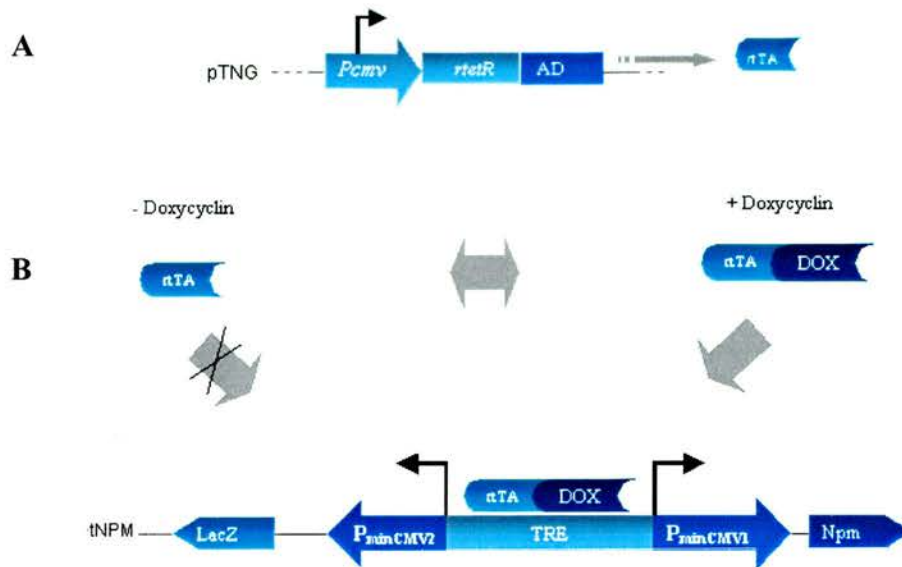 A
pTNG
Pcmv
rtetR
AD
rtTA
- Doxycyclin
+ Doxycyclin
B
rtTA
rtTA DOX
rtTA DOX
tNPM
LacZ
PminCMV2
TRE
PminCMV1
Npm